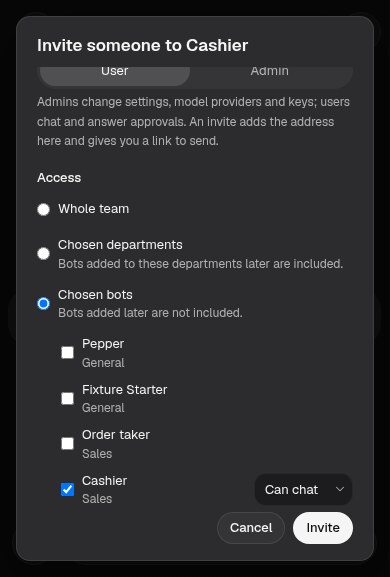 Invite someone to Cashier
User
Admin
Admins change settings, model providers and keys; users
chat and answer approvals. An invite adds the address
here and gives you a link to send.
Access
Whole team
Chosen departments
Bots added to these departments later are included.
Chosen bots
Bots added later are not included.
Pepper
General
Fixture Starter
General
Order taker
Sales
Cashier
Sales
Can chat
Cancel
Invite